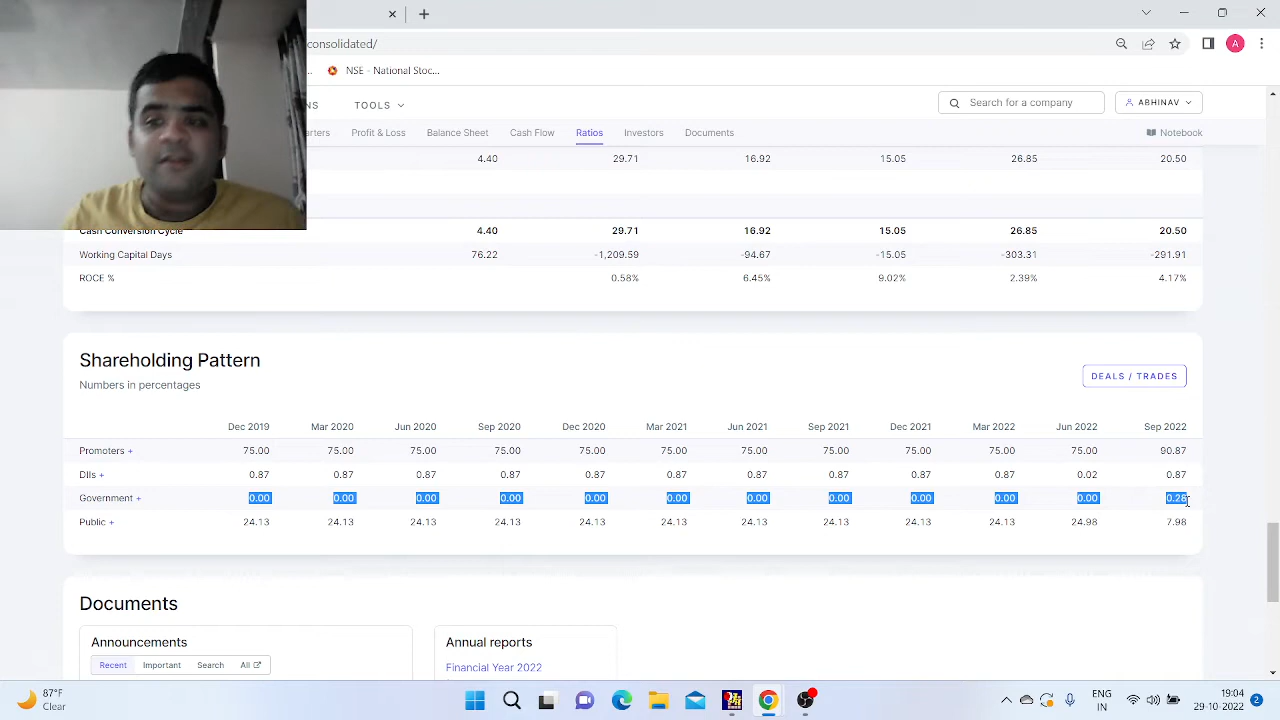 consolidated/
NSE - National Stoc...
NS TOOLS Search for a company ABHINAV
arters Profit & Loss Balance Sheet Cash Flow Ratios Investors Documents Notebook
4.40 29.71 16.92 15.05 26.85 20.50
Cash Conversion Cycle 4.40 29.71 16.92 15.05 26.85 20.50
Working Capital Days 76.22 -1,209.59 -94.67 -15.05 -303.31 -291.91
ROCE % 0.58% 6.45% 9.02% 2.39% 4.17%
Shareholding Pattern
Numbers in percentages
DEALS / TRADES
Dec 2019 Mar 2020 Jun 2020 Sep 2020 Dec 2020 Mar 2021 Jun 2021 Sep 2021 Dec 2021 Mar 2022 Jun 2022 Sep 2022
Promoters + 75.00 75.00 75.00 75.00 75.00 75.00 75.00 75.00 75.00 75.00 75.00 90.87
DIIs + 0.87 0.87 0.87 0.87 0.87 0.87 0.87 0.87 0.87 0.87 0.02 0.87
Government + 0.00 0.00 0.00 0.00 0.00 0.00 0.00 0.00 0.00 0.00 0.00 0.28
Public + 24.13 24.13 24.13 24.13 24.13 24.13 24.13 24.13 24.13 24.13 24.98 7.98
Documents
Announcements
Recent Important Search All
Annual reports
Financial Year 2022
87°F
Clear
ENG
IN
19:04
29-10-2022
2